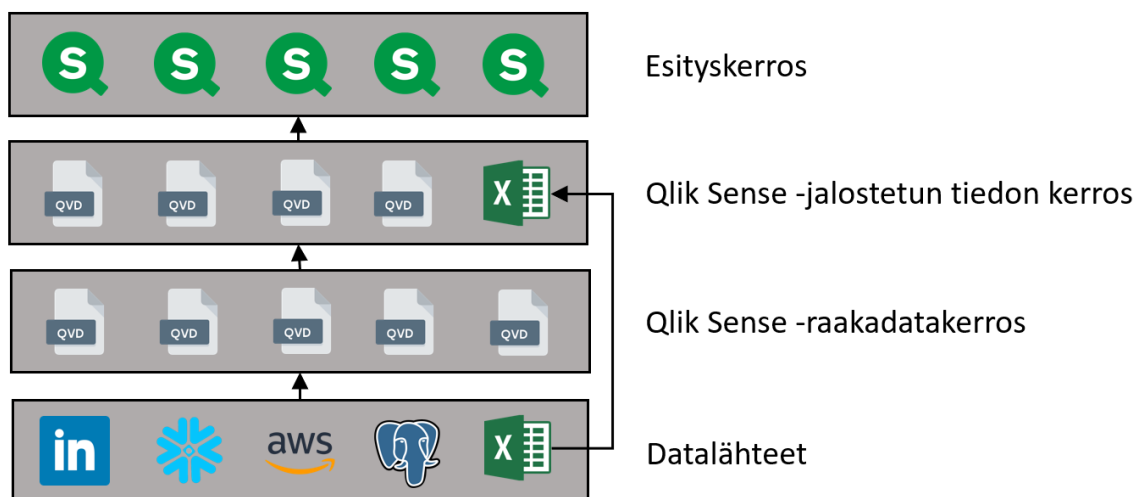 S S S S S
Esityskerros
QVD QVD QVD QVD X
Qlik Sense -jalostetun tiedon kerros
QVD QVD QVD QVD QVD
Qlik Sense -raakadatakerros
in aws X
Datalähteet